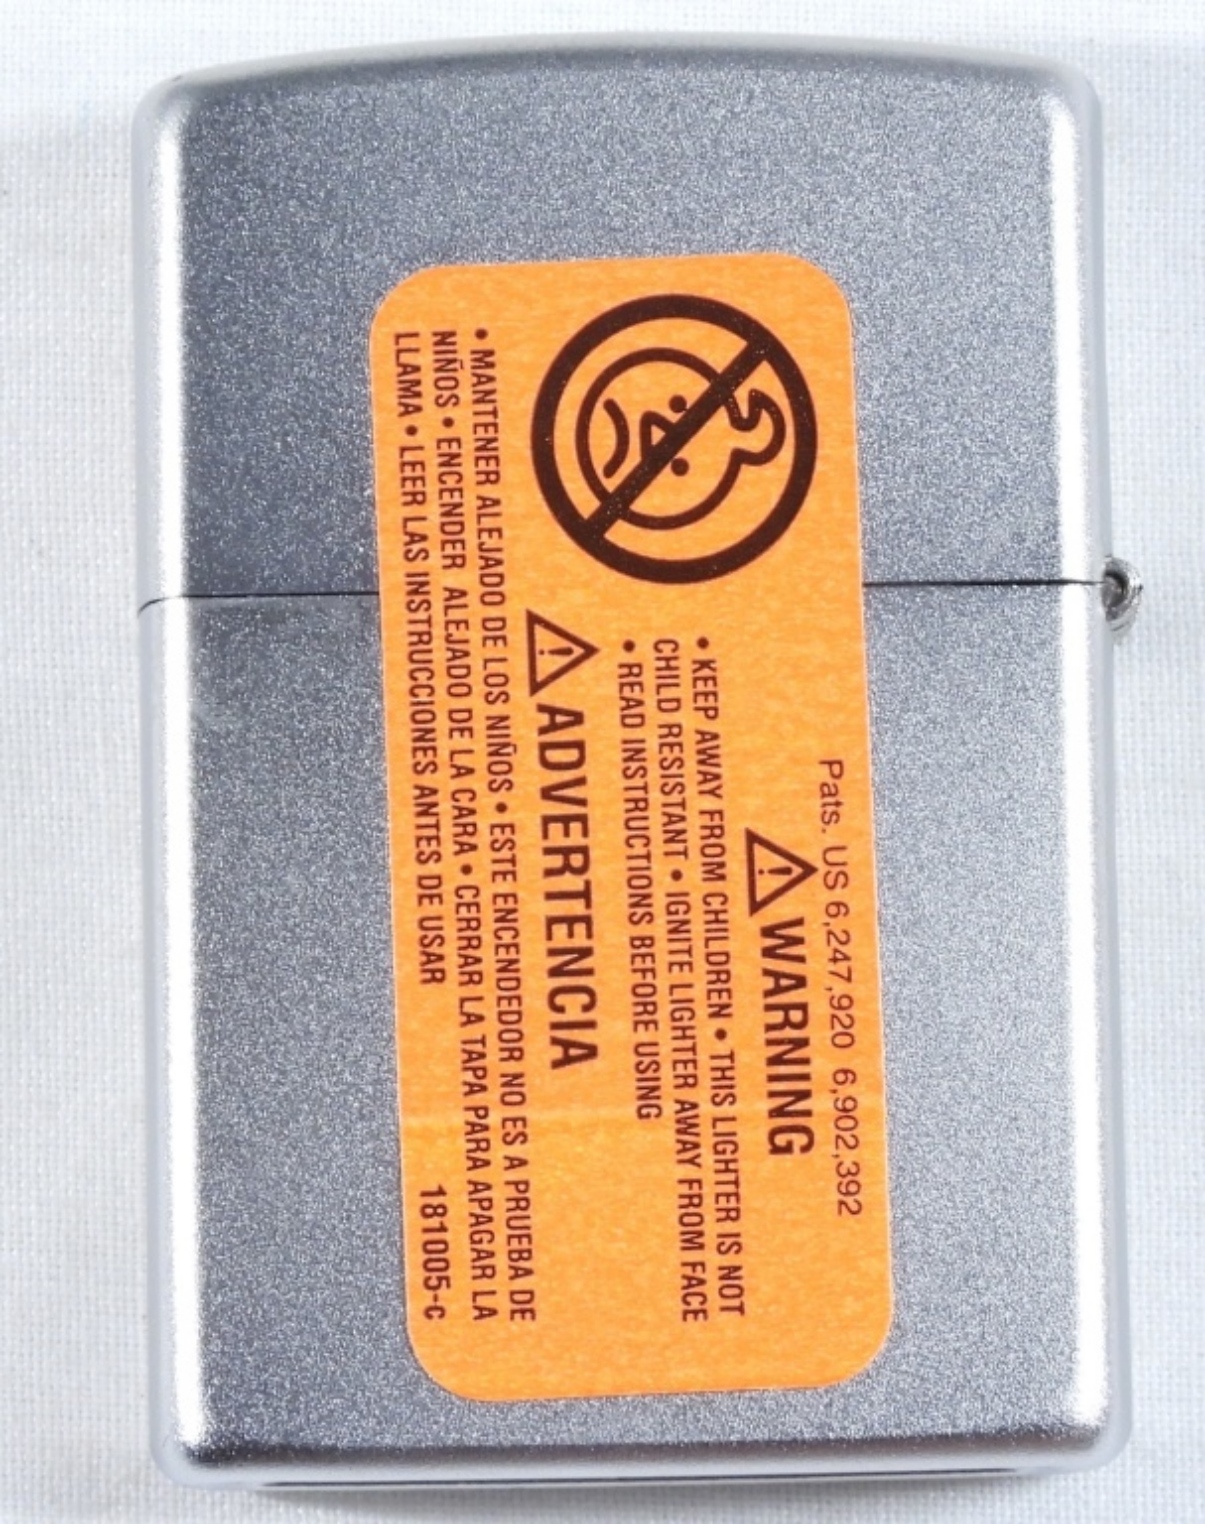 Pats. US 6,247,920 6,902,392
WARNING
• KEEP AWAY FROM CHILDREN • THIS LIGHTER IS NOT
CHILD RESISTANT • IGNITE LIGHTER AWAY FROM FACE
• READ INSTRUCTIONS BEFORE USING
ADVERTENCIA
• MANTENER ALEJADO DE LOS NIÑOS • ESTE ENCENDEDOR NO ES A PRUEBA DE
NIÑOS • ENCENDER ALEJADO DE LA CARA • CERRAR LA TAPA PARA APAGAR LA
LLAMA • LEER LAS INSTRUCCIONES ANTES DE USAR 181005-C